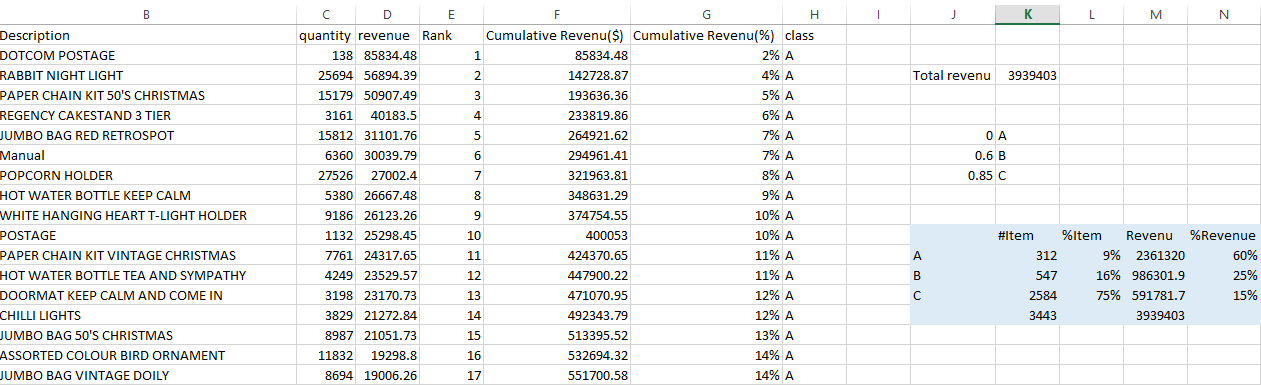 B C D E F G H I J K L M N
Description quantity revenue Rank Cumulative Revenu($) Cumulative Revenu(%) class
DOTCOM POSTAGE 138 85834.48 1 85834.48 2% A
RABBIT NIGHT LIGHT 25694 56894.39 2 142728.87 4% A Total revenu 3939403
PAPER CHAIN KIT 50'S CHRISTMAS 15179 50907.49 3 193636.36 5% A
REGENCY CAKESTAND 3 TIER 3161 40183.5 4 233819.86 6% A
JUMBO BAG RED RETROSPOT 15812 31101.76 5 264921.62 7% A 0 A
Manual 6360 30039.79 6 294961.41 7% A 0.6 B
POPCORN HOLDER 27526 27002.4 7 321963.81 8% A 0.85 C
HOT WATER BOTTLE KEEP CALM 5380 26667.48 8 348631.29 9% A
WHITE HANGING HEART T-LIGHT HOLDER 9186 26123.26 9 374754.55 10% A
POSTAGE 1132 25298.45 10 400053 10% A #Item %Item Revenu %Revenue
PAPER CHAIN KIT VINTAGE CHRISTMAS 7761 24317.65 11 424370.65 11% A A 312 9% 2361320 60%
HOT WATER BOTTLE TEA AND SYMPATHY 4249 23529.57 12 447900.22 11% A B 547 16% 986301.9 25%
DOORMAT KEEP CALM AND COME IN 3198 23170.73 13 471070.95 12% A C 2584 75% 591781.7 15%
CHILLI LIGHTS 3829 21272.84 14 492343.79 12% A 3443 3939403
JUMBO BAG 50'S CHRISTMAS 8987 21051.73 15 513395.52 13% A
ASSORTED COLOUR BIRD ORNAMENT 11832 19298.8 16 532694.32 14% A
JUMBO BAG VINTAGE DOILY 8694 19006.26 17 551700.58 14% A